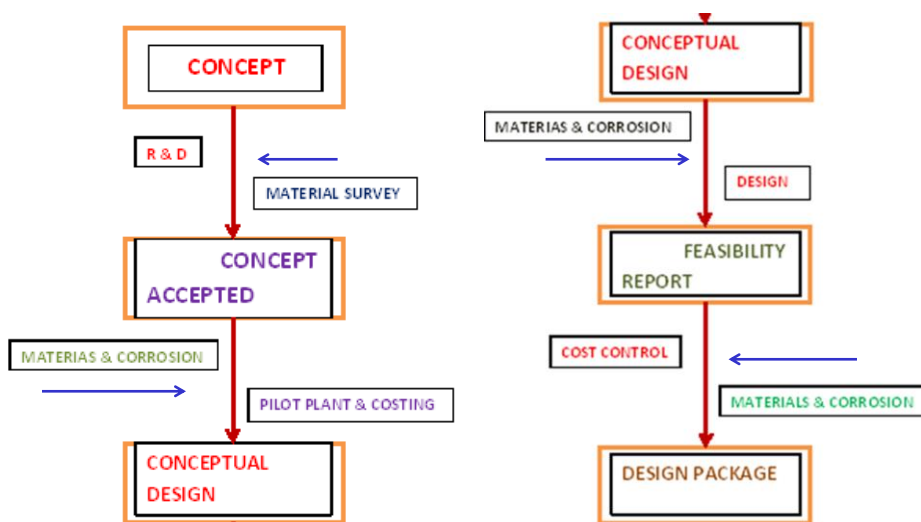 CONCEPT
R & D
MATERIAL SURVEY
CONCEPT
ACCEPTED
MATERIAS & CORROSION
PILOT PLANT & COSTING
CONCEPTUAL
DESIGN
CONCEPTUAL
DESIGN
MATERIAS & CORROSION
DESIGN
FEASIBILITY
REPORT
COST CONTROL
MATERIALS & CORROSION
DESIGN PACKAGE